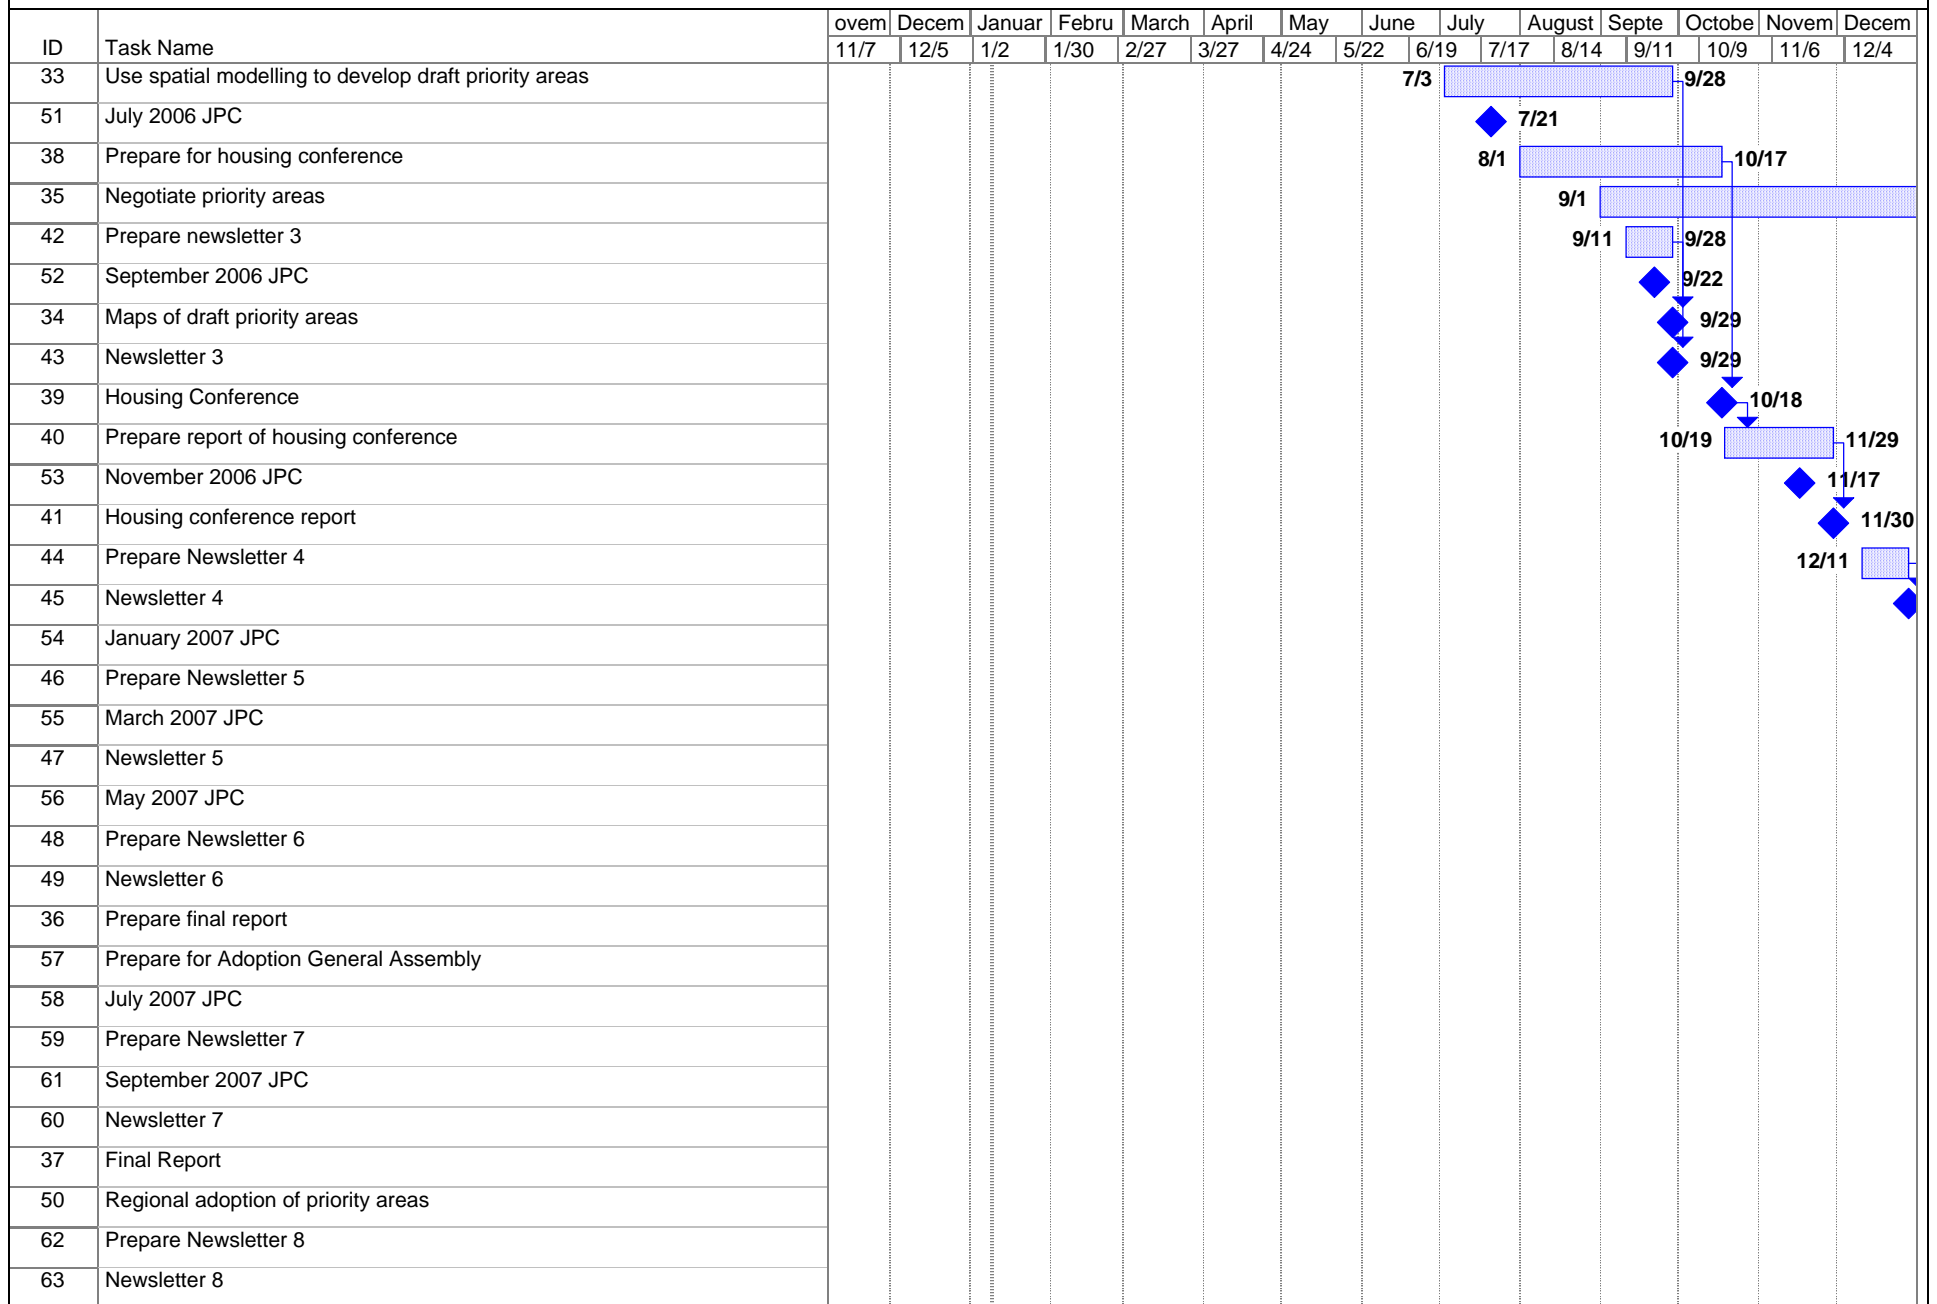 ovem Decem Januar Febru March April May June July August Septe Octobe Novem Decem
ID Task Name 11/7 12/5 1/2 1/30 2/27 3/27 4/24 5/22 6/19 7/17 8/14 9/11 10/9 11/6 12/4
33 Use spatial modelling to develop draft priority areas 7/3 9/28
51 July 2006 JPC 7/21
38 Prepare for housing conference 8/1 10/17
35 Negotiate priority areas 9/1
42 Prepare newsletter 3 9/11 9/28
52 September 2006 JPC 9/22
34 Maps of draft priority areas 9/29
43 Newsletter 3 9/29
39 Housing Conference 10/18
40 Prepare report of housing conference 10/19 11/29
53 November 2006 JPC 11/17
41 Housing conference report 11/30
44 Prepare Newsletter 4 12/11
45 Newsletter 4
54 January 2007 JPC
46 Prepare Newsletter 5
55 March 2007 JPC
47 Newsletter 5
56 May 2007 JPC
48 Prepare Newsletter 6
49 Newsletter 6
36 Prepare final report
57 Prepare for Adoption General Assembly
58 July 2007 JPC
59 Prepare Newsletter 7
61 September 2007 JPC
60 Newsletter 7
37 Final Report
50 Regional adoption of priority areas
62 Prepare Newsletter 8
63 Newsletter 8